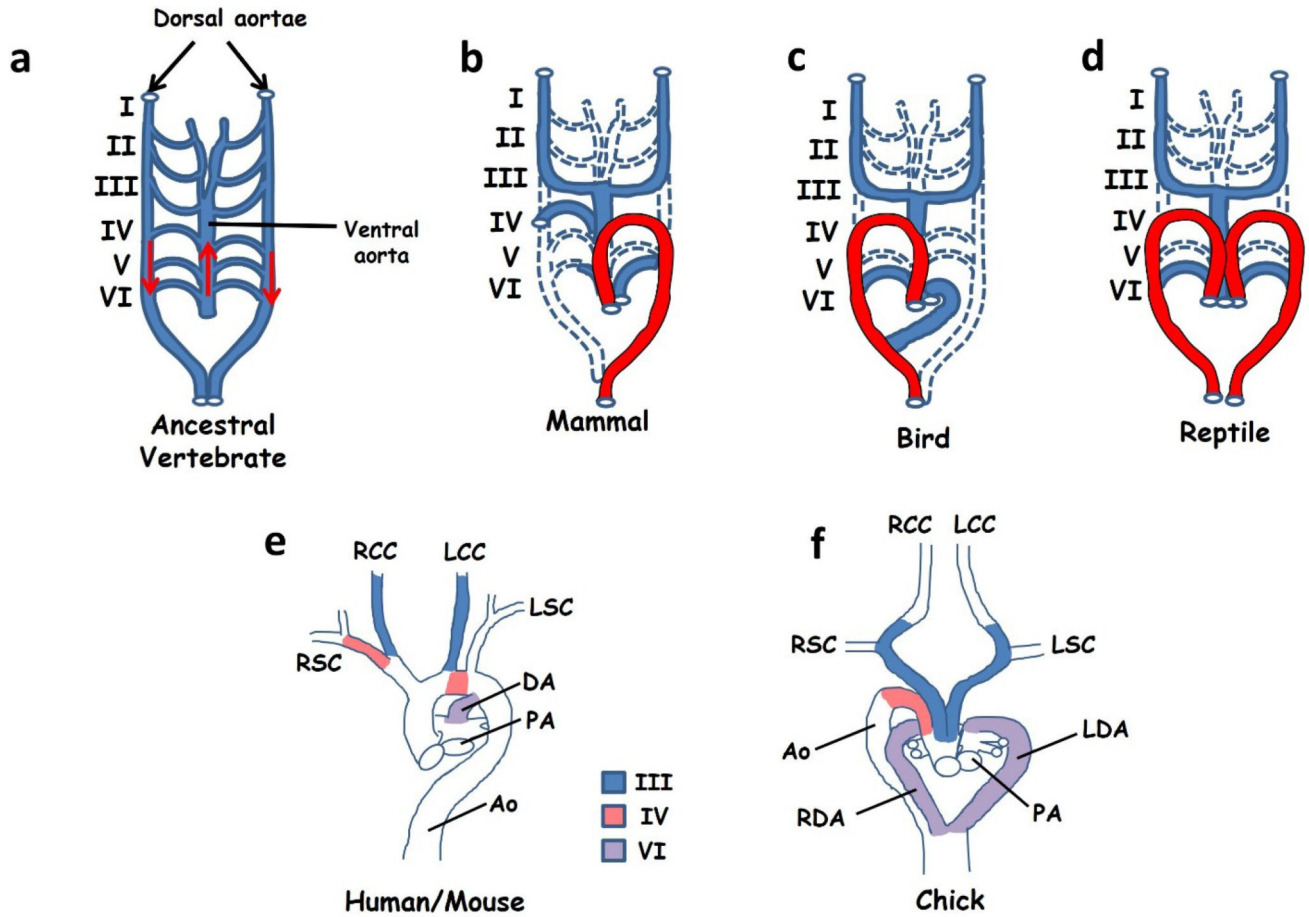 Dorsal aortae
a
I
II
III
IV
V
VI
Ventral
aorta
Ancestral
Vertebrate
b
I
II
III
IV
V
VI
Mammal
c
I
II
III
IV
V
VI
Bird
d
I
II
III
IV
V
VI
Reptile
e
RCC
LCC
LSC
RSC
DA
PA
Ao
III
IV
VI
Human/Mouse
f
RCC
LCC
RSC
LSC
Ao
LDA
RDA
PA
Chick